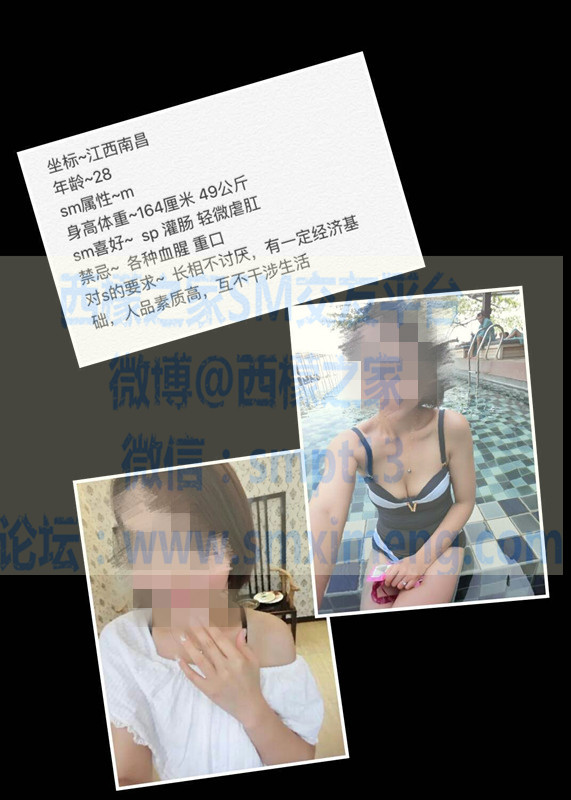 坐标~江西南昌
年龄~28
sm属性~m
身高体重~164厘米 49公斤
sm喜好~ sp 灌肠 轻微虐肛
禁忌~ 各种血腥 重口
对s的要求~ 长相不讨厌，有一定经济基
础，人品素质高，互不干涉生活
西檬之家SM交友平台
微博@西檬之家
微信：smpt13
论坛：www.smximeng.com